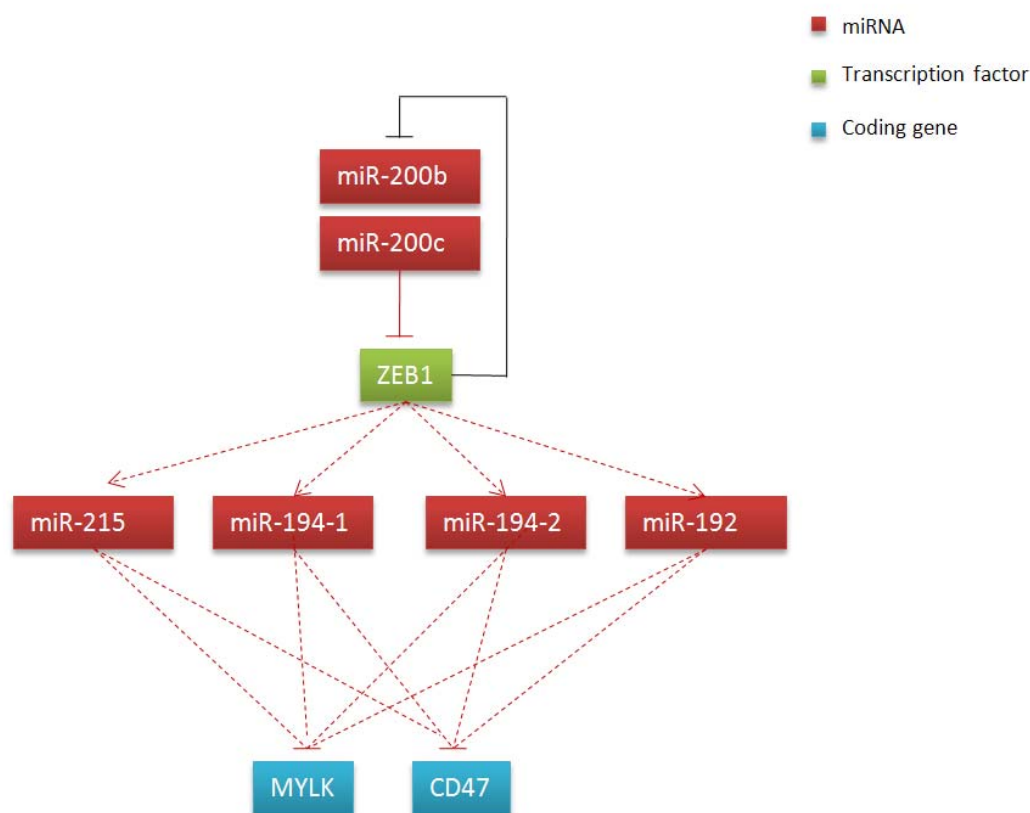 miRNA
Transcription factor
Coding gene
miR-200b
miR-200c
ZEB1
miR-215
miR-194-1
miR-194-2
miR-192
MYLK
CD47